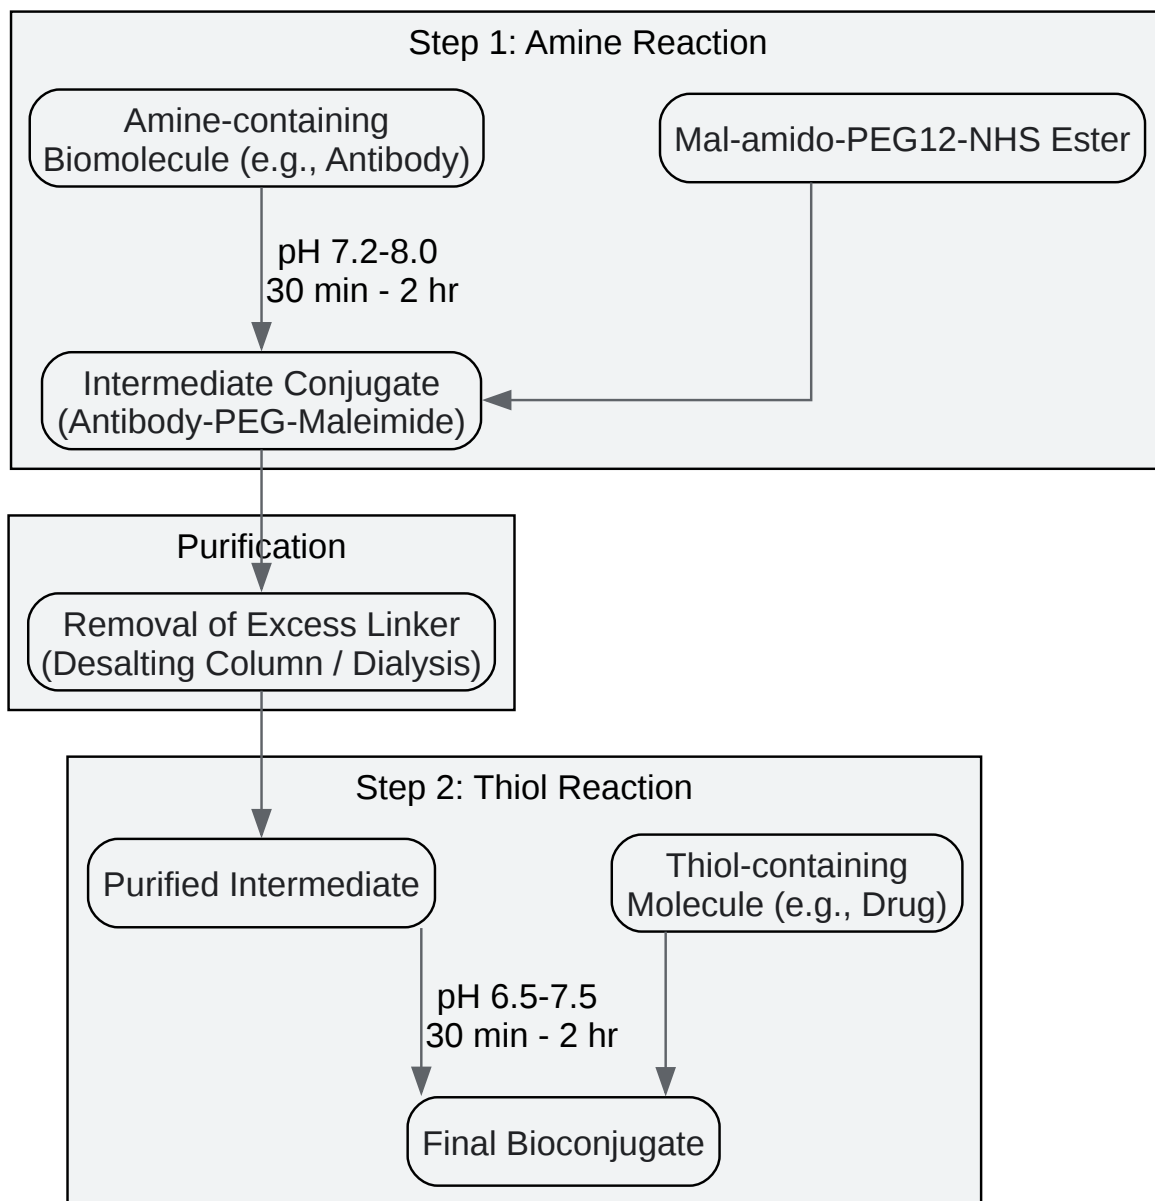 Step 1: Amine Reaction
Amine-containing
Biomolecule (e.g., Antibody)
Mal-amido-PEG12-NHS Ester
pH 7.2-8.0
30 min - 2 hr
Intermediate Conjugate
(Antibody-PEG-Maleimide)
Purification
Removal of Excess Linker
(Desalting Column / Dialysis)
Step 2: Thiol Reaction
Purified Intermediate
Thiol-containing
Molecule (e.g., Drug)
pH 6.5-7.5
30 min - 2 hr
Final Bioconjugate